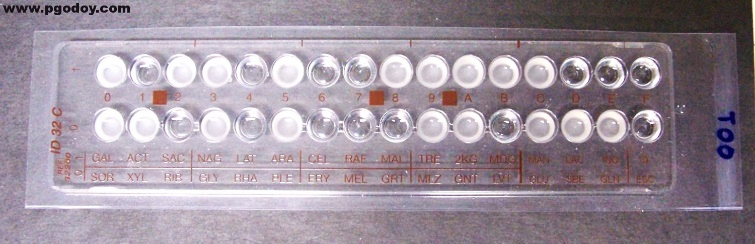 www.pgodoy.com
1
0 1 2 3 4 5 6 7 8 9 A B C D E F
0
ID 32 C
TOO
1 GAL ACT SAC NAG LAT ARA CEL RAF MAL TRE 2KG MDG MAN LAC INO O
0 SOR XYL RIB GLY RHA PLE ERY MEL GRT MLZ GNT LVT GLU SBE GLN ESC